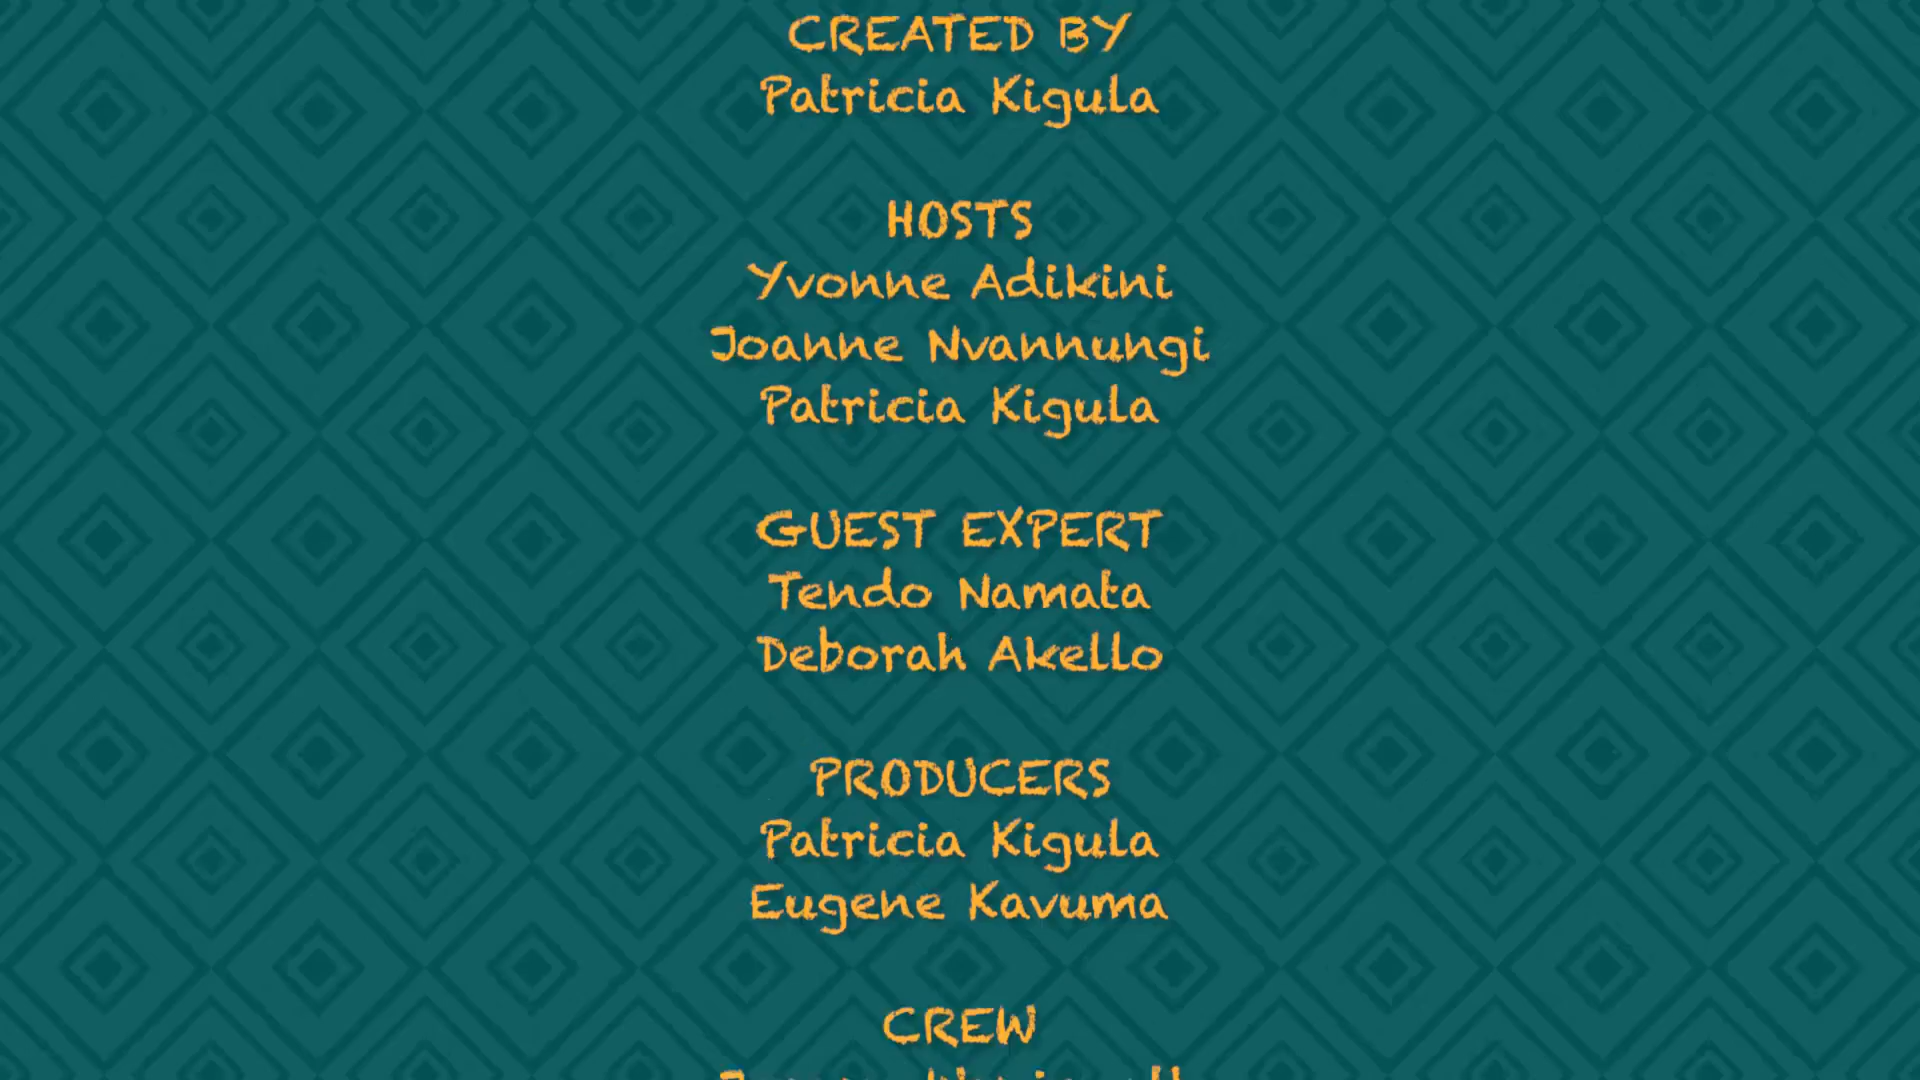 CREATED BY
Patricia Kigula
HOSTS
Yvonne Adikini
Joanne Nvannungi
Patricia Kigula
GUEST EXPERT
Tendo Namata
Deborah Akello
PRODUCERS
Patricia Kigula
Eugene Kavuma
CREW